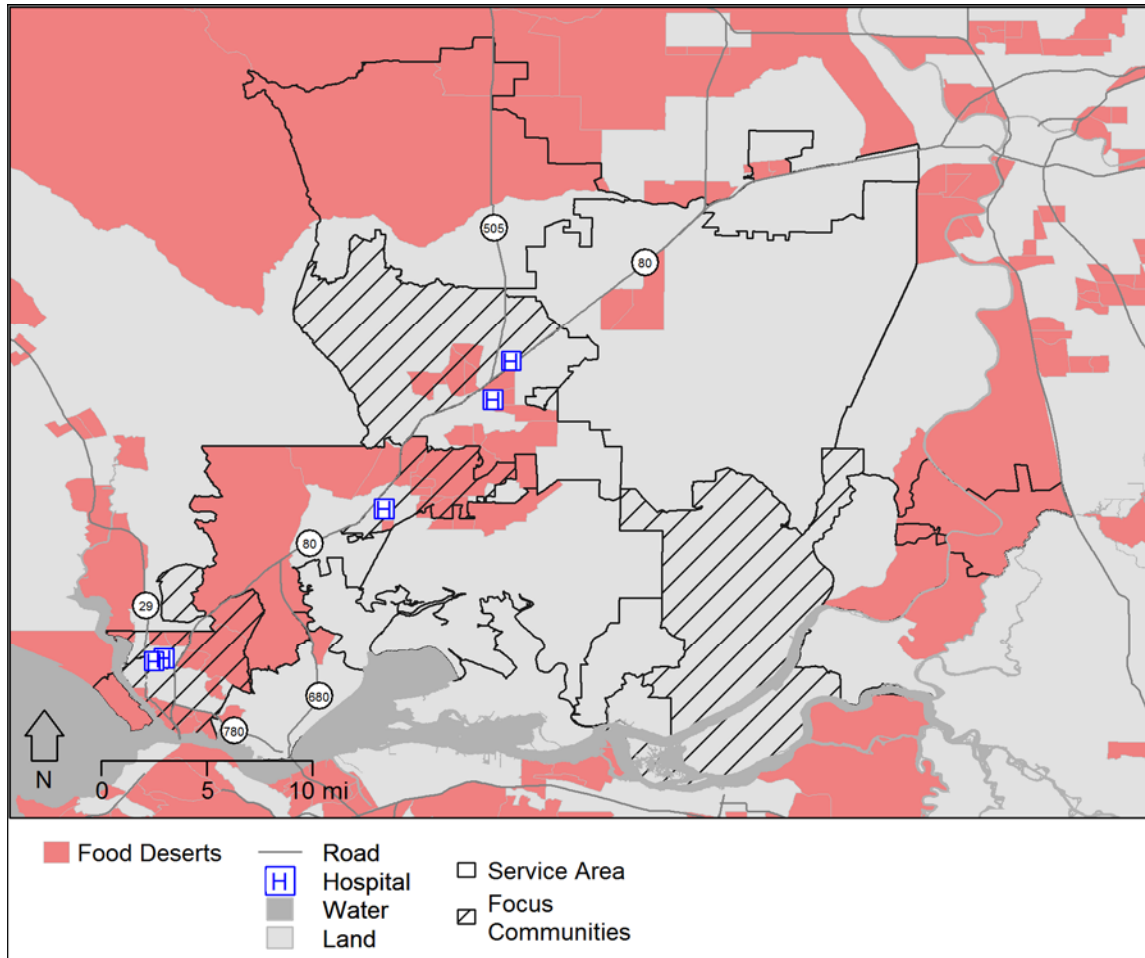 505
80
80
29
680
780
N
0 5 10 mi
Food Deserts
Road
Hospital
Water
Land
Service Area
Focus
Communities
H
H
H
H
H
H